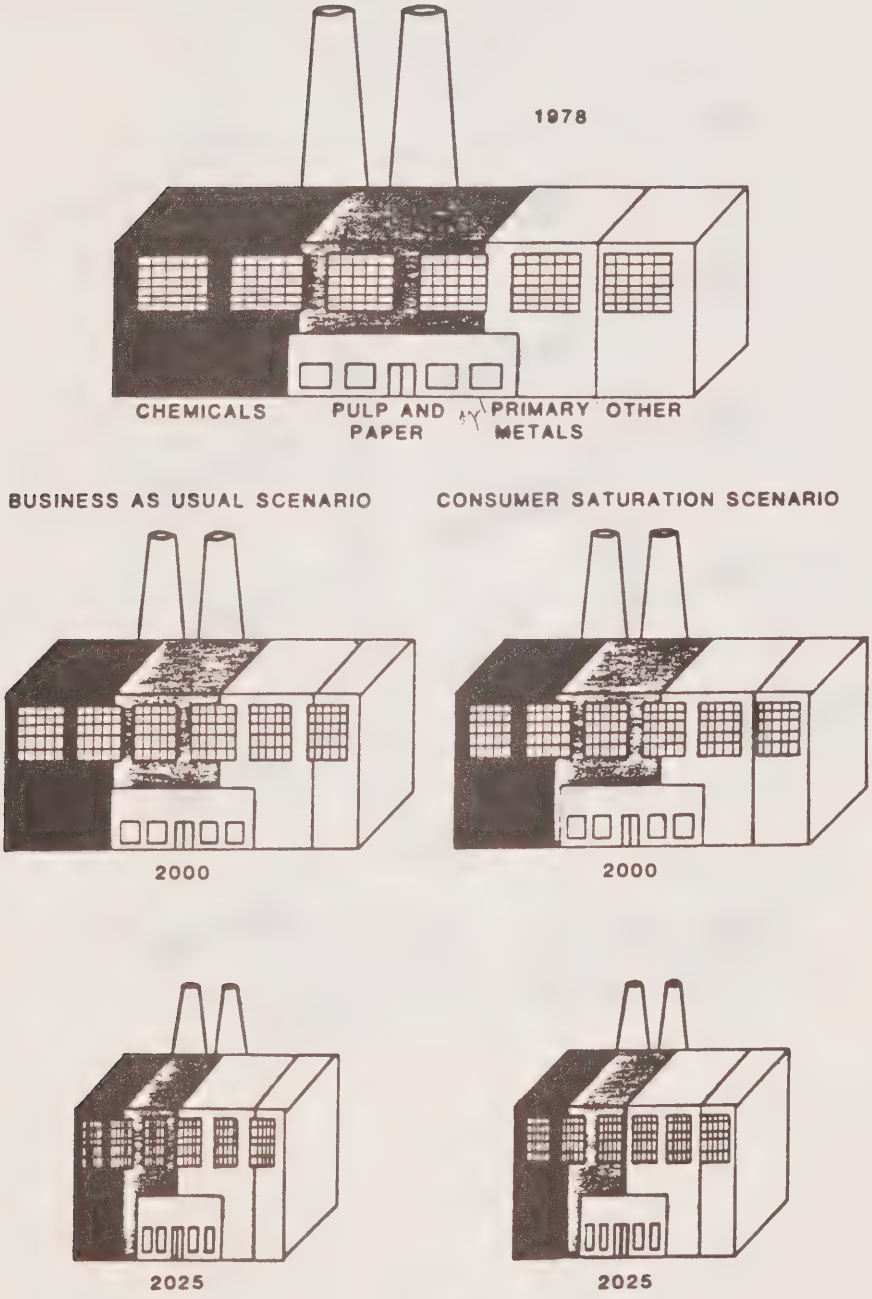 1978
CHEMICALS
PULP AND
PAPER
PRIMARY
METALS
OTHER
BUSINESS AS USUAL SCENARIO
CONSUMER SATURATION SCENARIO
2000
2000
2025
2025